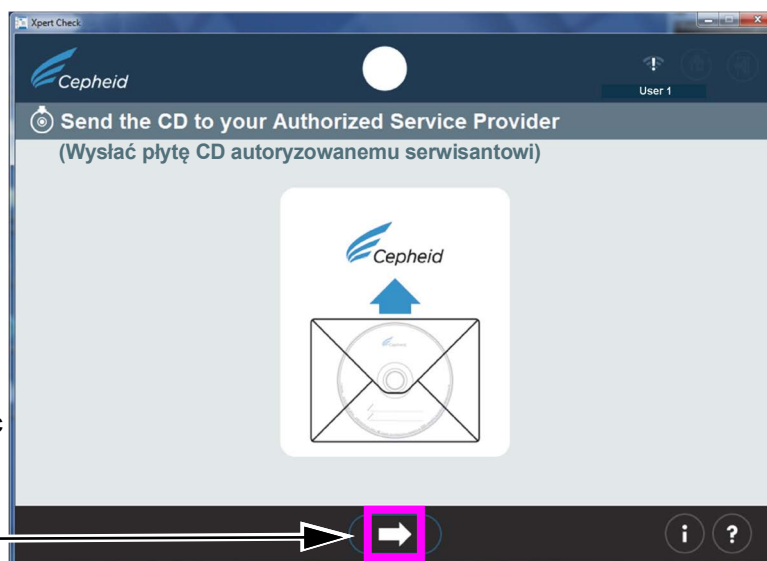 Xpert Check
Cepheid
User 1
Send the CD to your Authorized Service Provider
(Wysłać płytę CD autoryzowanemu serwisantowi)
Cepheid
Cepheid
i ?